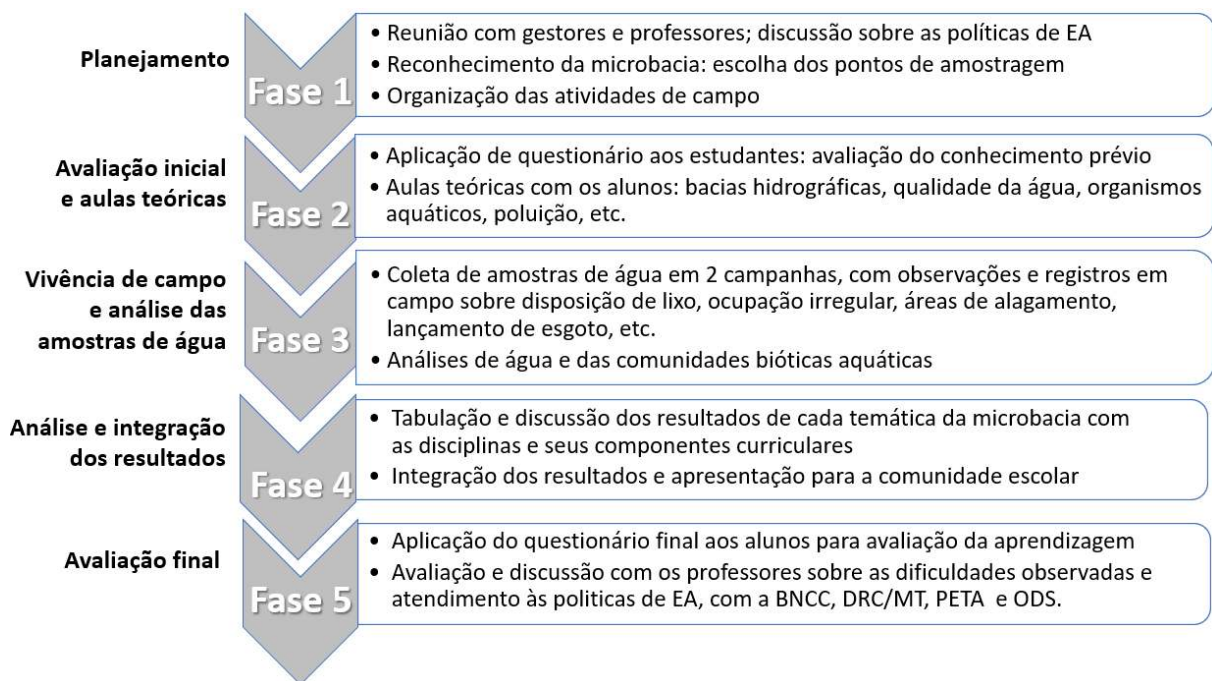 Planejamento
Fase 1
• Reunião com gestores e professores; discussão sobre as políticas de EA
• Reconhecimento da microbacia: escolha dos pontos de amostragem
• Organização das atividades de campo
Avaliação inicial
e aulas teóricas
Fase 2
• Aplicação de questionário aos estudantes: avaliação do conhecimento prévio
• Aulas teóricas com os alunos: bacias hidrográficas, qualidade da água, organismos
aquáticos, poluição, etc.
Vivência de campo
e análise das
amostras de água
Fase 3
• Coleta de amostras de água em 2 campanhas, com observações e registros em
campo sobre disposição de lixo, ocupação irregular, áreas de alagamento,
lançamento de esgoto, etc.
• Análises de água e das comunidades bióticas aquáticas
Análise e integração
dos resultados
Fase 4
• Tabulação e discussão dos resultados de cada temática da microbacia com
as disciplinas e seus componentes curriculares
• Integração dos resultados e apresentação para a comunidade escolar
Avaliação final
Fase 5
• Aplicação do questionário final aos alunos para avaliação da aprendizagem
• Avaliação e discussão com os professores sobre as dificuldades observadas e
atendimento às politicas de EA, com a BNCC, DRC/MT, PETA e ODS.